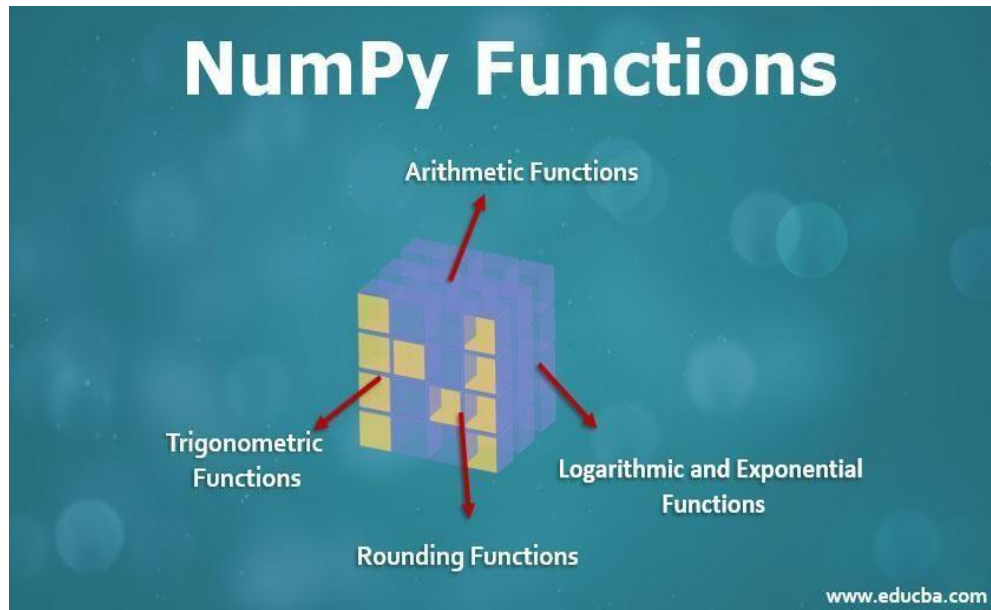 NumPy Functions
Arithmetic Functions
Trigonometric
Functions
Logarithmic and Exponential
Functions
Rounding Functions
www.educba.com